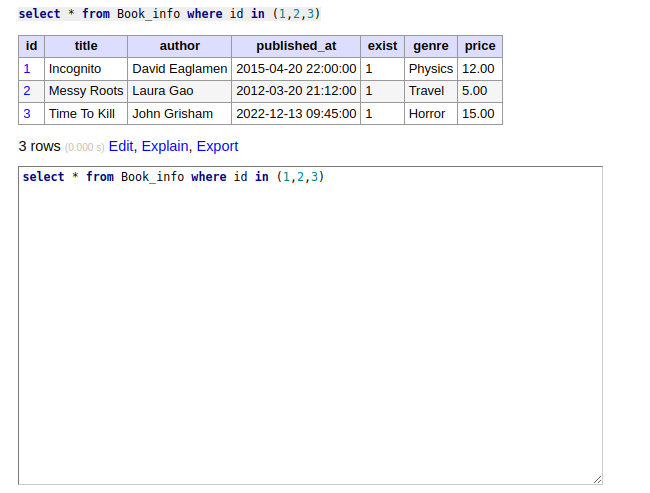 select * from Book_info where id in (1,2,3)
id title author published_at exist genre price
1 Incognito David Eaglamen 2015-04-20 22:00:00 1 Physics 12.00
2 Messy Roots Laura Gao 2012-03-20 21:12:00 1 Travel 5.00
3 Time To Kill John Grisham 2022-12-13 09:45:00 1 Horror 15.00
3 rows (0.000 s) Edit, Explain, Export
select * from Book_info where id in (1,2,3)